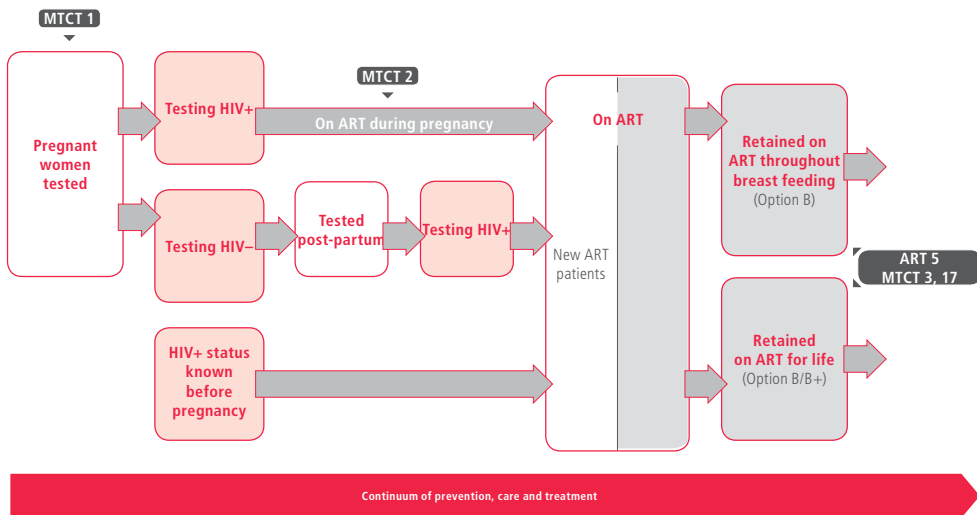 MTCT 1
Pregnant
women
tested
Testing HIV+
MTCT 2
On ART during pregnancy
Testing HIV–
Tested
post-partum
Testing HIV+
HIV+ status
known
before
pregnancy
On ART
New ART
patients
Retained on
ART throughout
breast feeding
(Option B)
ART 5
MTCT 3, 17
Retained
on ART for life
(Option B/B+)
Continuum of prevention, care and treatment